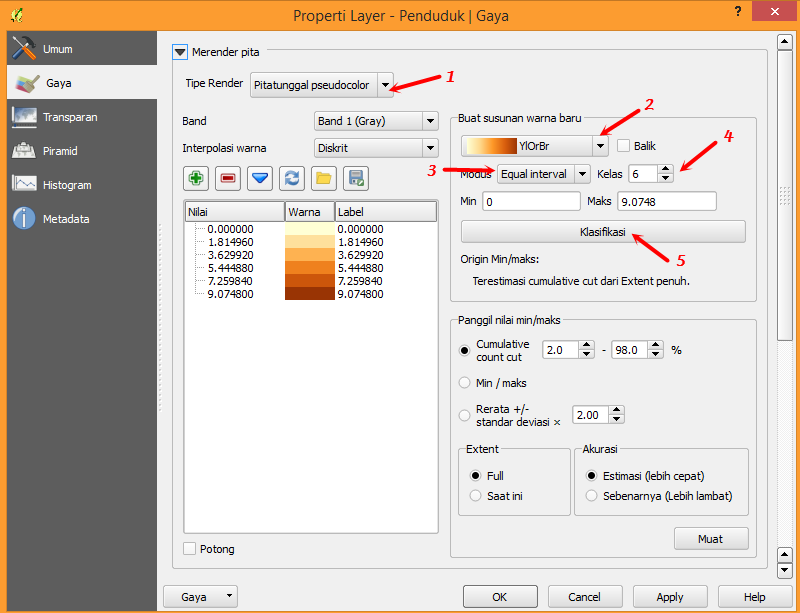 Properti Layer - Penduduk | Gaya
?
Umum
Gaya
Transparan
Piramid
Histogram
Metadata
Merender pita
Tipe Render Pitatunggal pseudocolor 1
Band Band 1 (Gray)
Interpolasi warna Diskrit
Nilai Warna Label
0.000000 0.000000
1.814960 1.814960
3.629920 3.629920
5.444880 5.444880
7.259840 7.259840
9.074800 9.074800
Potong
Buat susunan warna baru 2
YlOrBr Balik
3 Modus Equal interval Kelas 6 4
Min 0 Maks 9.0748
Klasifikasi
5
Origin Min/maks:
Terestimasi cumulative cut dari Extent penuh.
Panggil nilai min/maks
Cumulative
count cut 2.0 - 98.0 %
Min / maks
Rerata +/-
standar deviasi × 2.00
Extent
Full
Saat ini
Akurasi
Estimasi (lebih cepat)
Sebenarnya (Lebih lambat)
Muat
Gaya OK Cancel Apply Help